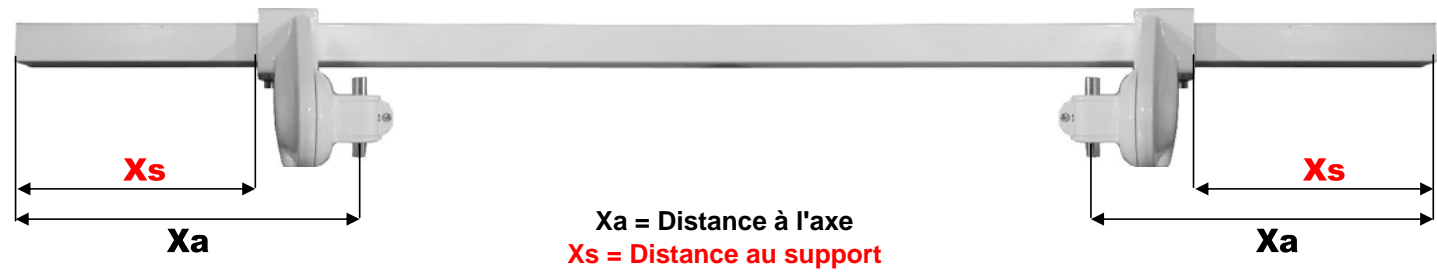 Xs
Xs
Xa
Xa = Distance à l'axe
Xa
Xs = Distance au support